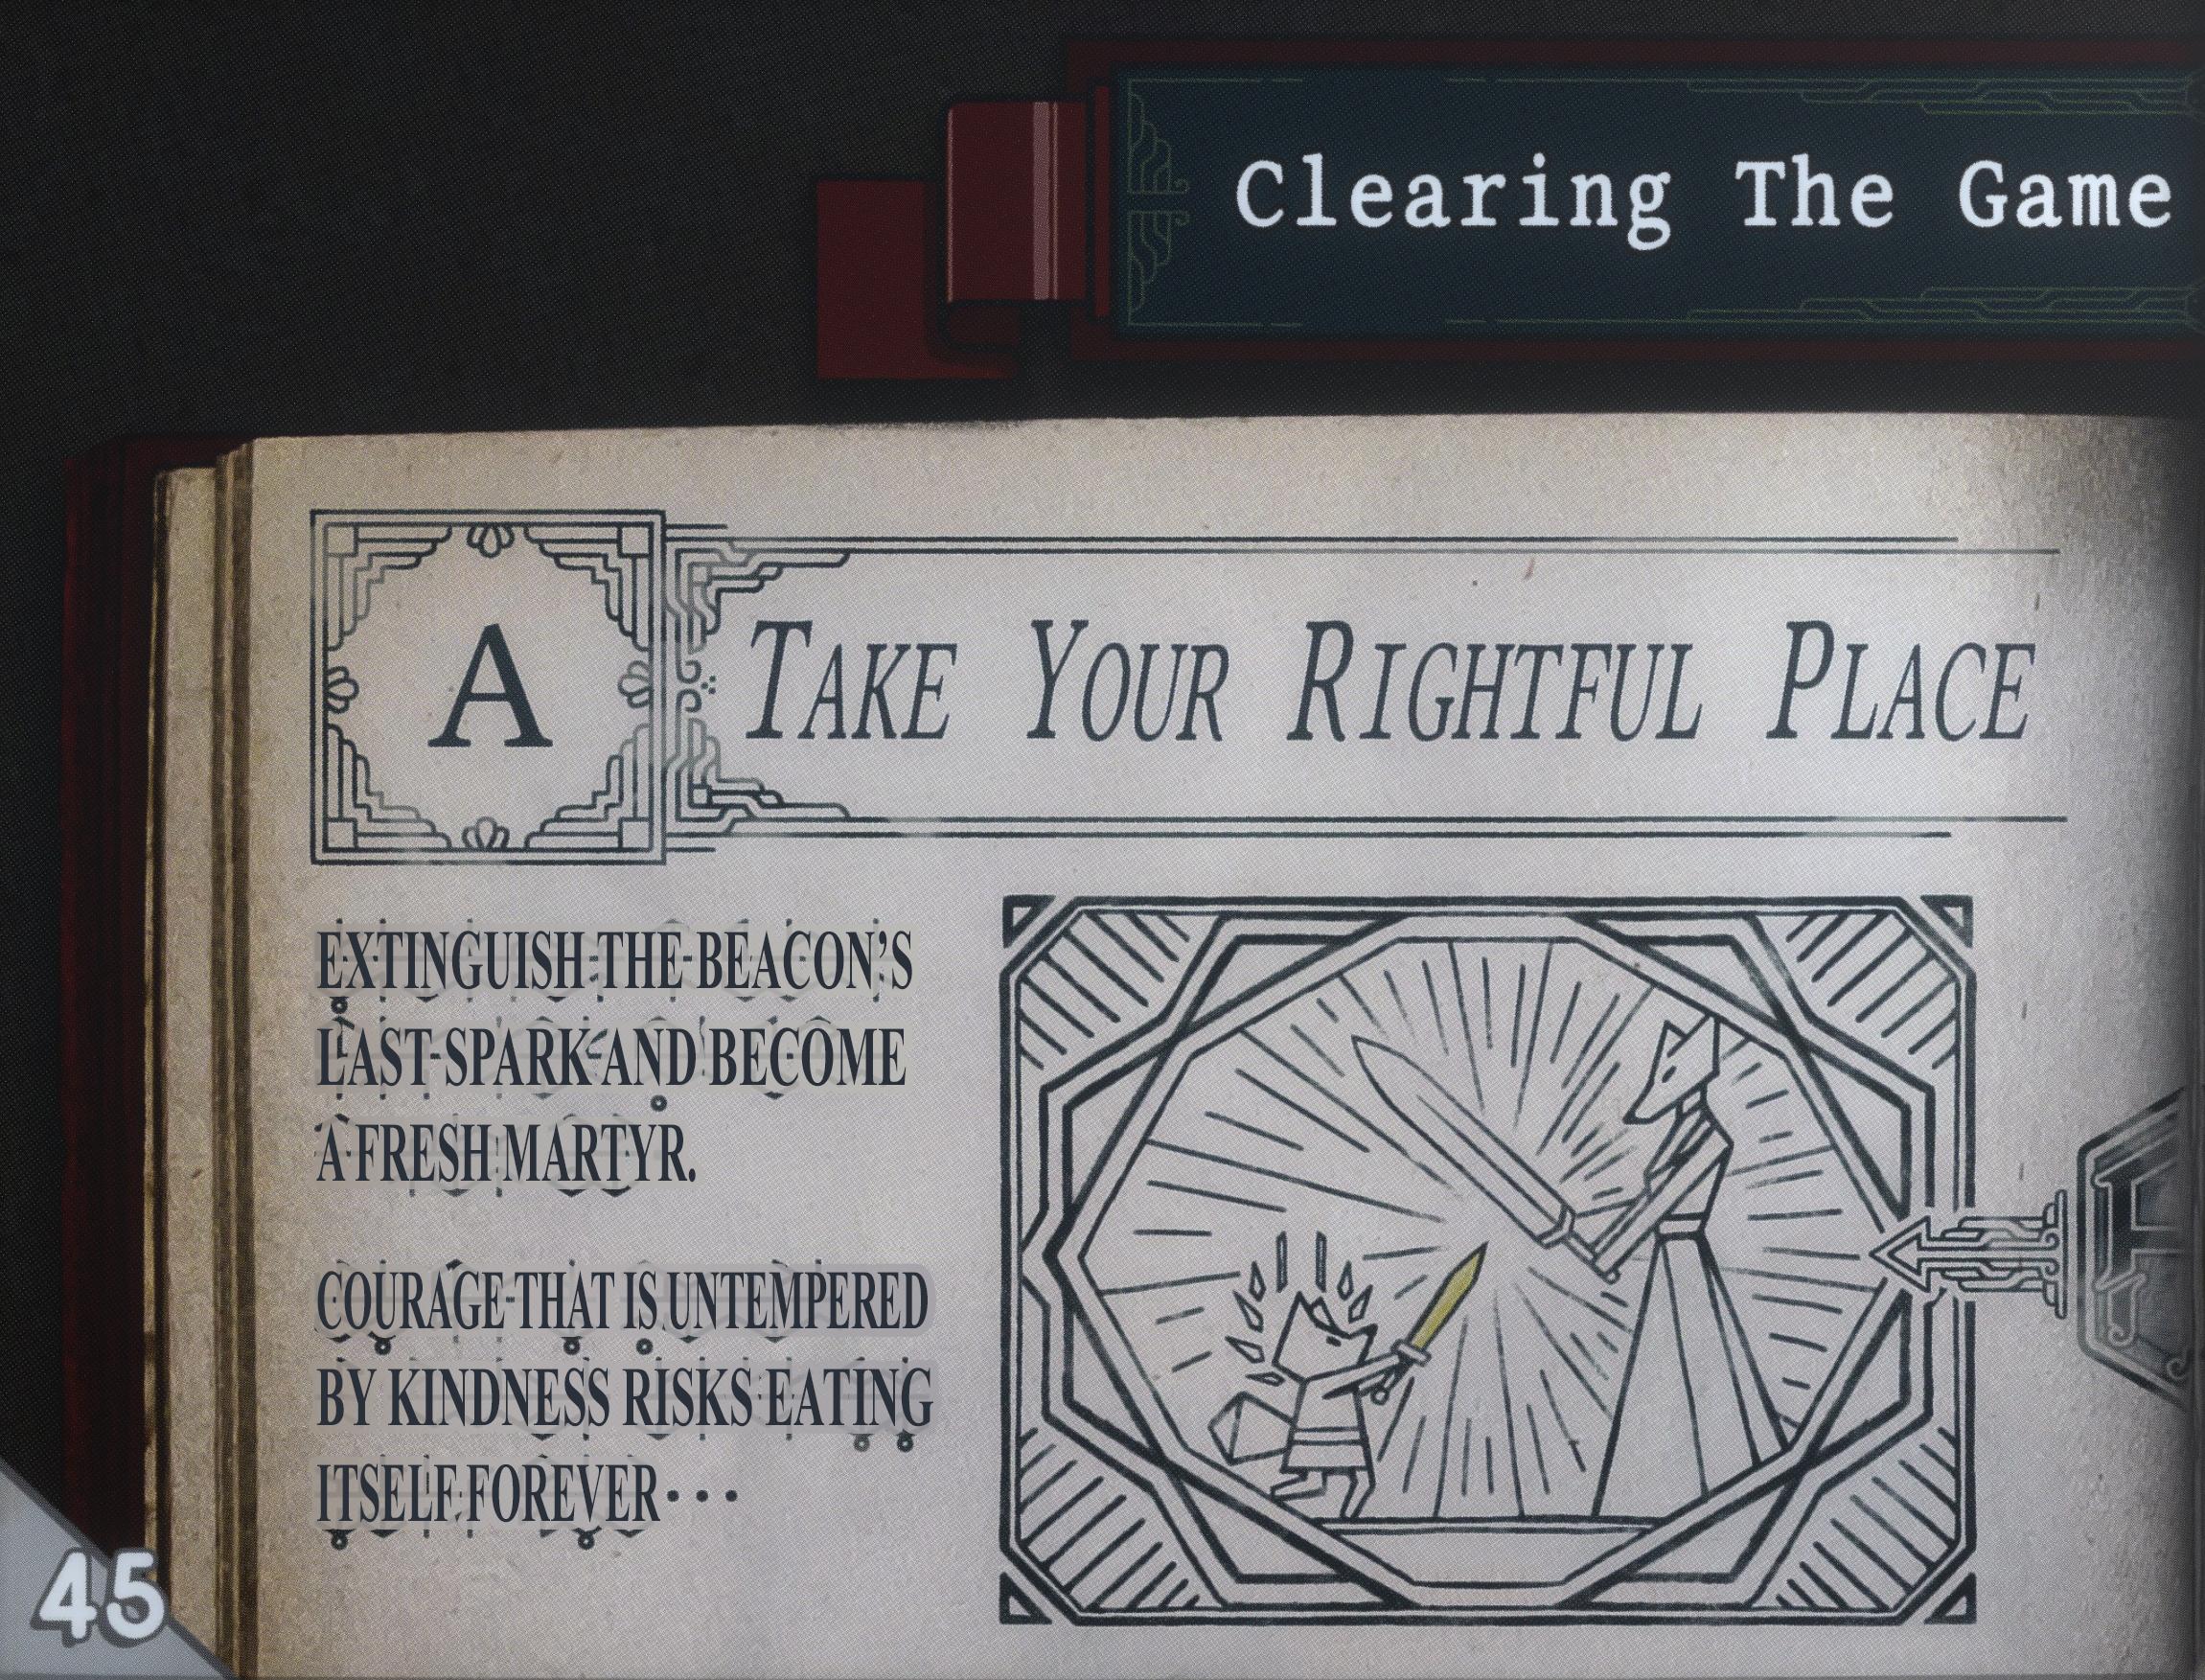 Clearing The Game
A
TAKE YOUR RIGHTFUL PLACE
EXTINGUISH THE BEACON'S
LAST SPARK AND BECOME
A FRESH MARTYR.
COURAGE THAT IS UNTEMPERED
BY KINDNESS RISKS EATING
ITSELF FOREVER···
45